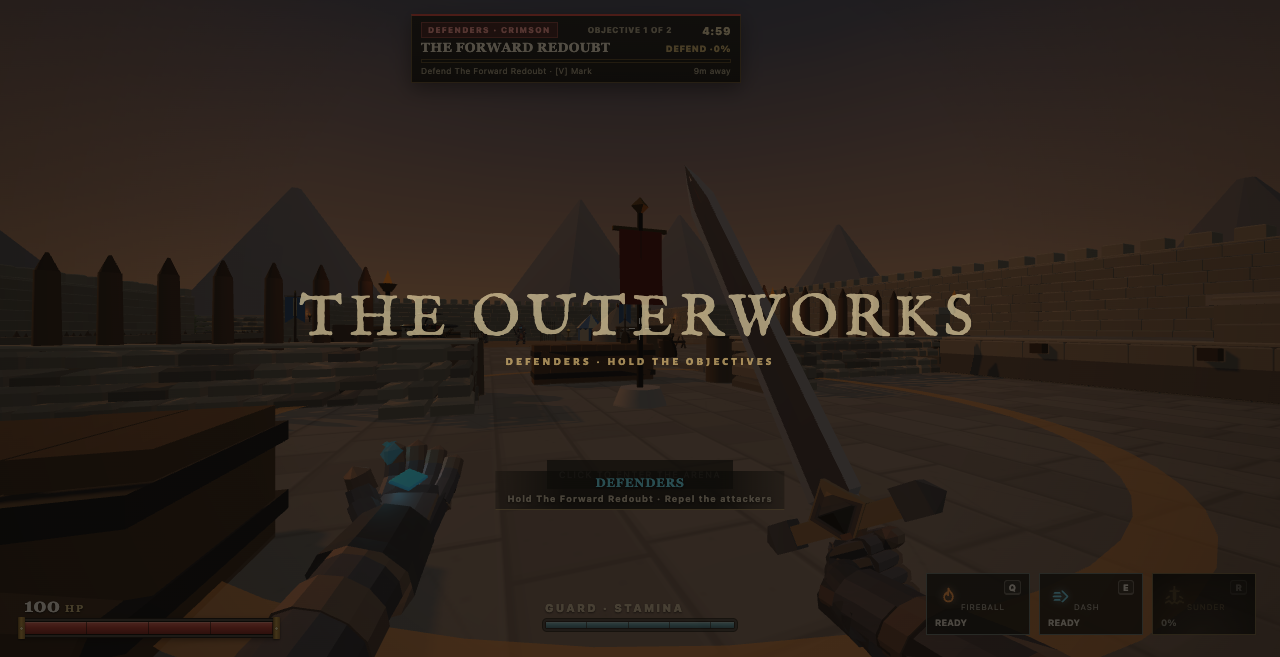 DEFENDERS · CRIMSON
OBJECTIVE 1 OF 2
4:59
THE FORWARD REDOUBT
DEFEND · 0%
Defend The Forward Redoubt · [V] Mark
9m away
THE OUTERWORKS
DEFENDERS · HOLD THE OBJECTIVES
DEFENDERS
Hold The Forward Redoubt · Repel the attackers
100 HP
GUARD · STAMINA
Q
FIREBALL
READY
E
DASH
READY
R
SUNDER
0%